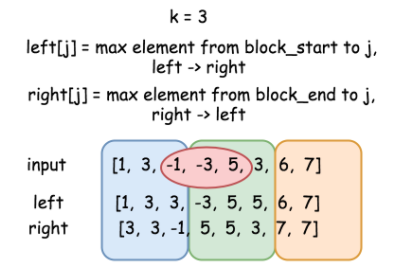 k = 3
left[j] = max element from block_start to j,
left -> right
right[j] = max element from block_end to j,
right -> left
input [1, 3, -1, -3, 5, 3, 6, 7]
left [1, 3, 3, -3, 5, 5, 6, 7]
right [3, 3, -1, 5, 5, 3, 7, 7]